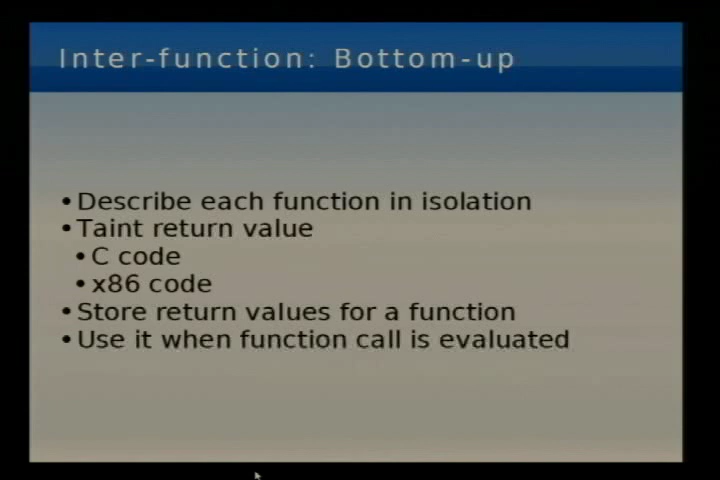 Inter-function: Bottom-up
•Describe each function in isolation
•Taint return value
•C code
•x86 code
•Store return values for a function
•Use it when function call is evaluated